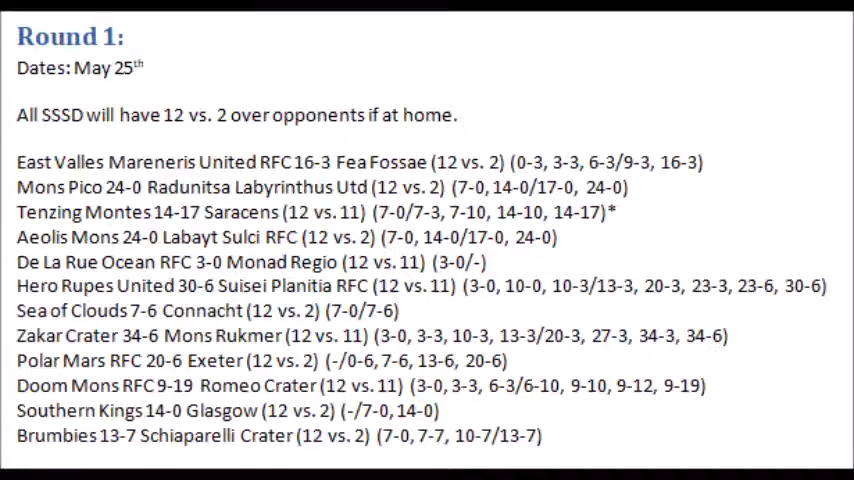 Round 1:
Dates: May 25th
All SSSD will have 12 vs. 2 over opponents if at home.
East Valles Mareneris United RFC 16-3 Fea Fossae (12 vs. 2) (0-3, 3-3, 6-3/9-3, 16-3)
Mons Pico 24-0 Radunitsa Labyrinthus Utd (12 vs. 2) (7-0, 14-0/17-0, 24-0)
Tenzing Montes 14-17 Saracens (12 vs. 11) (7-0/7-3, 7-10, 14-10, 14-17)*
Aeolis Mons 24-0 Labayt Sulci RFC (12 vs. 2) (7-0, 14-0/17-0, 24-0)
De La Rue Ocean RFC 3-0 Monad Regio (12 vs. 11) (3-0/-)
Hero Rupes United 30-6 Suisei Planitia RFC (12 vs. 11) (3-0, 10-0, 10-3/13-3, 20-3, 23-3, 23-6, 30-6)
Sea of Clouds 7-6 Connacht (12 vs. 2) (7-0/7-6)
Zakar Crater 34-6 Mons Rukmer (12 vs. 11) (3-0, 3-3, 10-3, 13-3/20-3, 27-3, 34-3, 34-6)
Polar Mars RFC 20-6 Exeter (12 vs. 2) (-/0-6, 7-6, 13-6, 20-6)
Doom Mons RFC 9-19 Romeo Crater (12 vs. 11) (3-0, 3-3, 6-3/6-10, 9-10, 9-12, 9-19)
Southern Kings 14-0 Glasgow (12 vs. 2) (-/7-0, 14-0)
Brumbies 13-7 Schiaparelli Crater (12 vs. 2) (7-0, 7-7, 10-7/13-7)